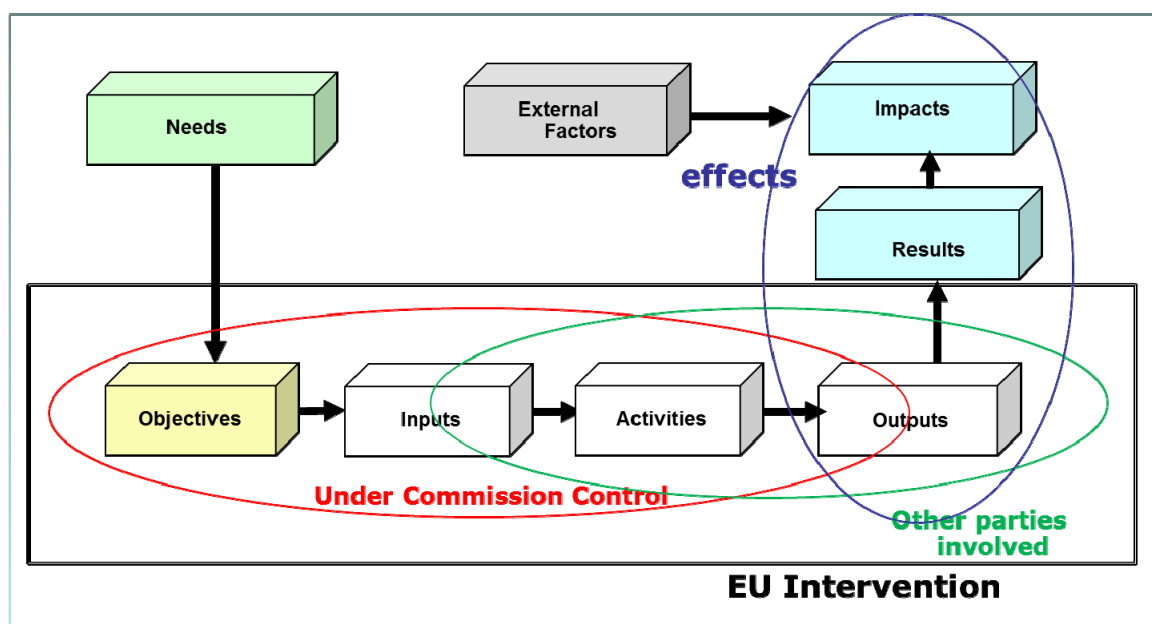 Needs
External
Factors
Impacts
effects
Results
Objectives
Inputs
Activities
Outputs
Under Commission Control
Other parties
involved
EU Intervention